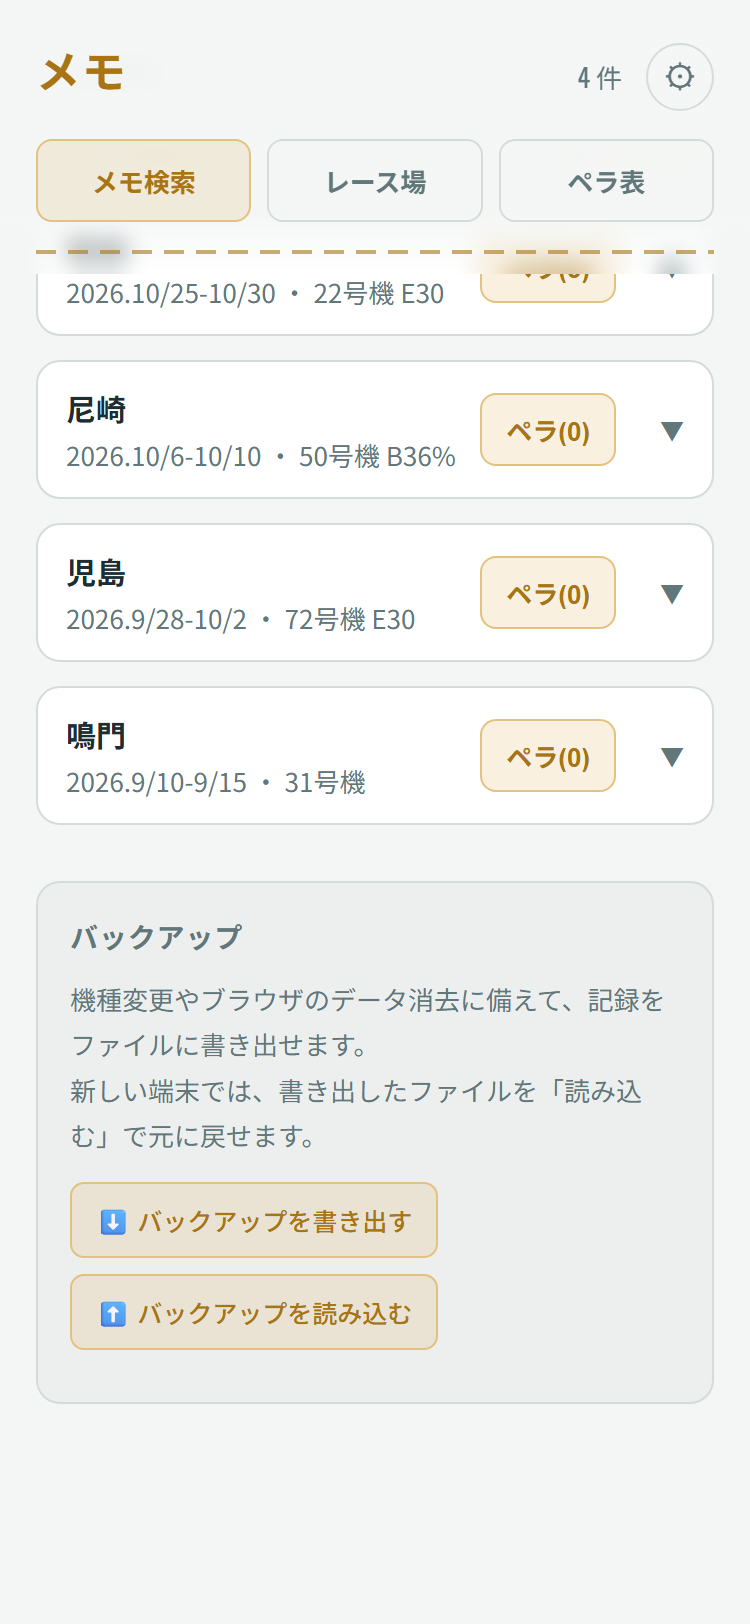 メモ
4 件
メモ検索
レース場
ペラ表
2026.10/25-10/30 ・ 22号機 E30
尼崎
2026.10/6-10/10 ・ 50号機 B36%
ペラ(0)
▼
児島
2026.9/28-10/2 ・ 72号機 E30
ペラ(0)
▼
鳴門
2026.9/10-9/15 ・ 31号機
ペラ(0)
▼
バックアップ
機種変更やブラウザのデータ消去に備えて、記録を
ファイルに書き出せます。
新しい端末では、書き出したファイルを「読み込
む」で元に戻せます。
⬇️ バックアップを書き出す
⬆️ バックアップを読み込む